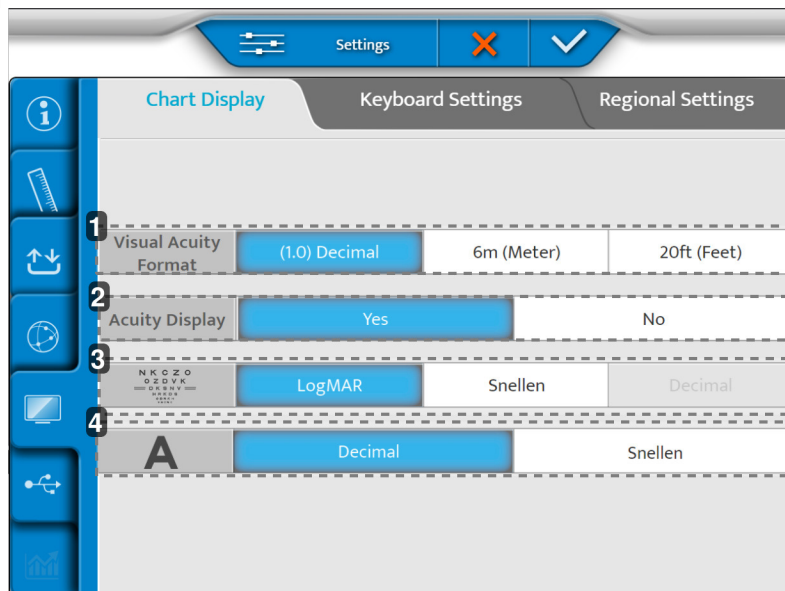 Settings
Chart Display Keyboard Settings Regional Settings
1
Visual Acuity Format (1.0) Decimal 6m (Meter) 20ft (Feet)
2
Acuity Display Yes No
3
N K C Z O
O Z D V K
LogMAR Snellen Decimal
4
A Decimal Snellen